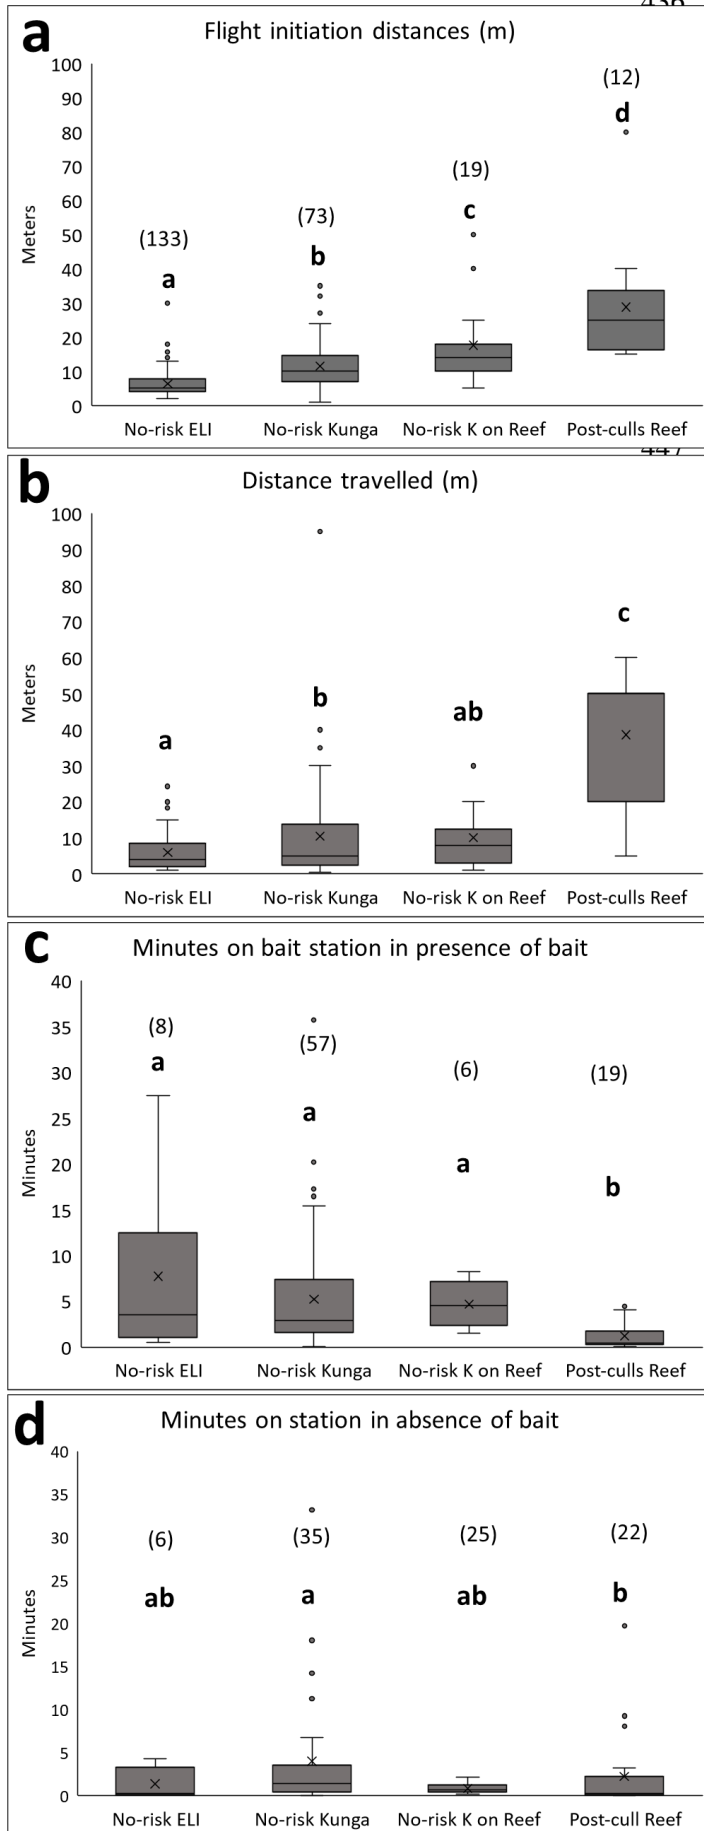 a
Flight initiation distances (m)
100
90
80
70
60
50
40
30
20
10
0
Meters
(133)
a
(73)
b
(19)
c
(12)
d
No-risk ELI
No-risk Kunga
No-risk K on Reef
Post-culls Reef
b
Distance travelled (m)
100
90
80
70
60
50
40
30
20
10
0
Meters
a
b
ab
c
No-risk ELI
No-risk Kunga
No-risk K on Reef
Post-culls Reef
c
Minutes on bait station in presence of bait
40
35
30
25
20
15
10
5
0
Minutes
(8)
a
(57)
a
(6)
a
(19)
b
No-risk ELI
No-risk Kunga
No-risk K on Reef
Post-culls Reef
d
Minutes on station in absence of bait
40
35
30
25
20
15
10
5
0
Minutes
(6)
ab
(35)
a
(25)
ab
(22)
b
No-risk ELI
No-risk Kunga
No-risk K on Reef
Post-cull Reef